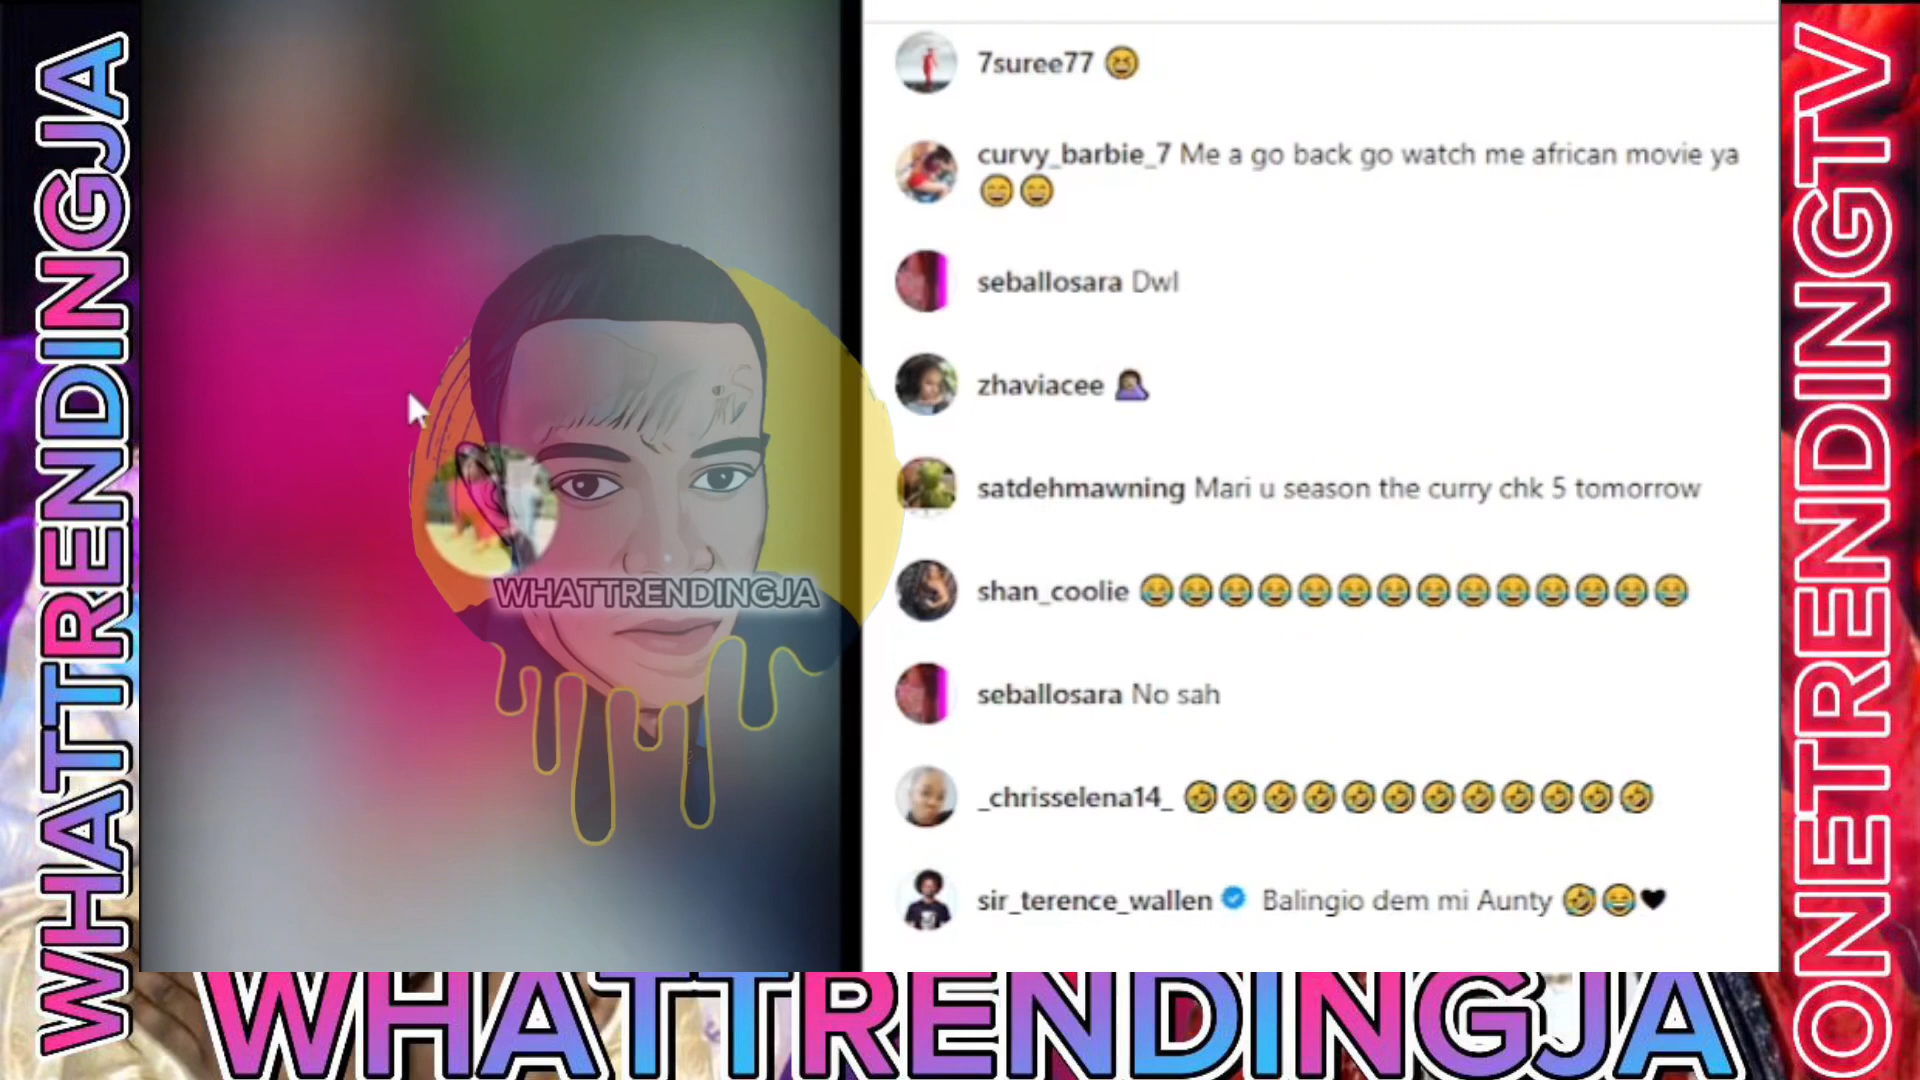 WHATTRENDINGJA
7suree77 😆
curvy_barbie_7 Me a go back go watch me african movie ya
😄😄
seballosara Dwl
zhaviacee 🤦🏾‍♀️
satdehmawning Mari u season the curry chk 5 tomorrow
shan_coolie 😂😂😂😂😂😂😂😂😂😂😂😂😂😂
seballosara No sah
_chrisselena14_ 🤣🤣🤣🤣🤣🤣🤣🤣🤣🤣🤣🤣
sir_terence_wallen Balingio dem mi Aunty 🤣😂🖤
WHATTRENDINGJA
ONETRENDINGTV
WHATTRENDINGJA